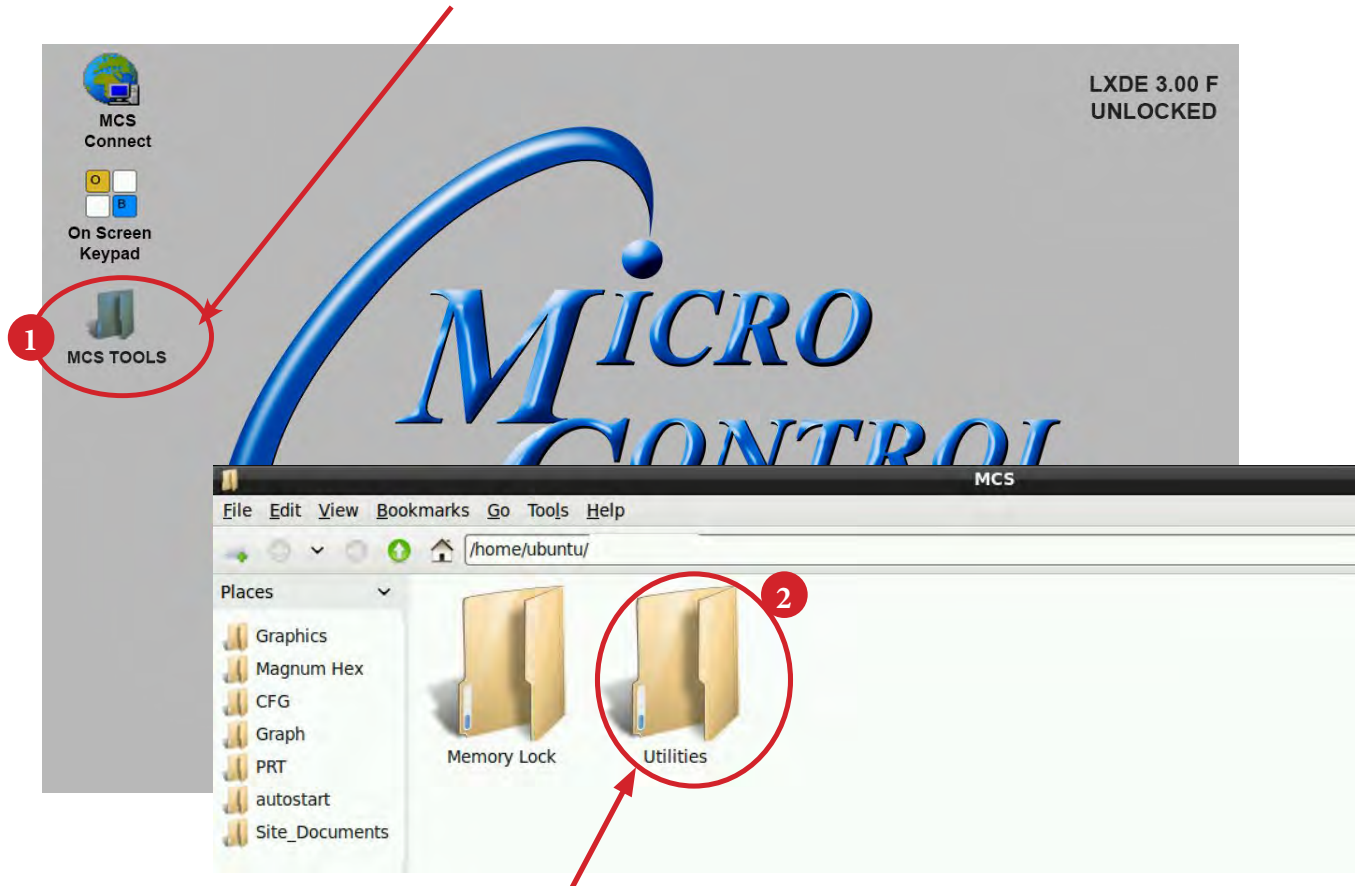 LXDE 3.00 F
UNLOCKED
MCS
Connect
O
B
On Screen
Keypad
1
MCS TOOLS
MICRO
CONTROL
MCS
File Edit View Bookmarks Go Tools Help
/home/ubuntu/
Places
Graphics
Magnum Hex
CFG
Graph
PRT
autostart
Site_Documents
2
Memory Lock
Utilities